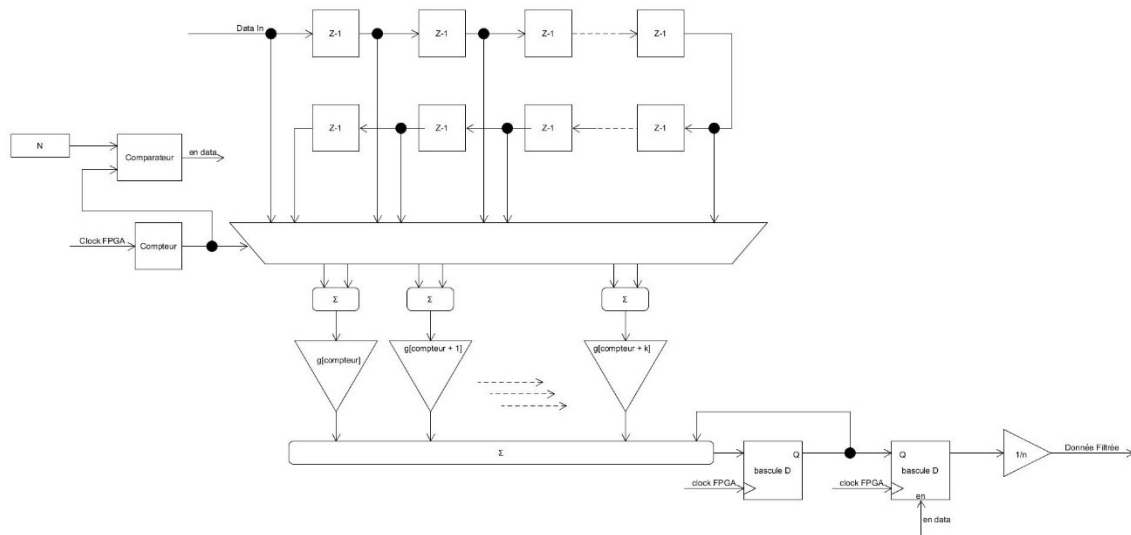 Data In
Z-1
Z-1
Z-1
Z-1
Z-1
Z-1
Z-1
Z-1
N
Comparateur
en data
Clock FPGA
Compteur
Σ
Σ
Σ
g[compteur]
g[compteur + 1]
g[compteur + k]
Σ
Q
bascule D
clock FPGA
Q
bascule D
clock FPGA
en
en data
1/n
Donnée Filtrée